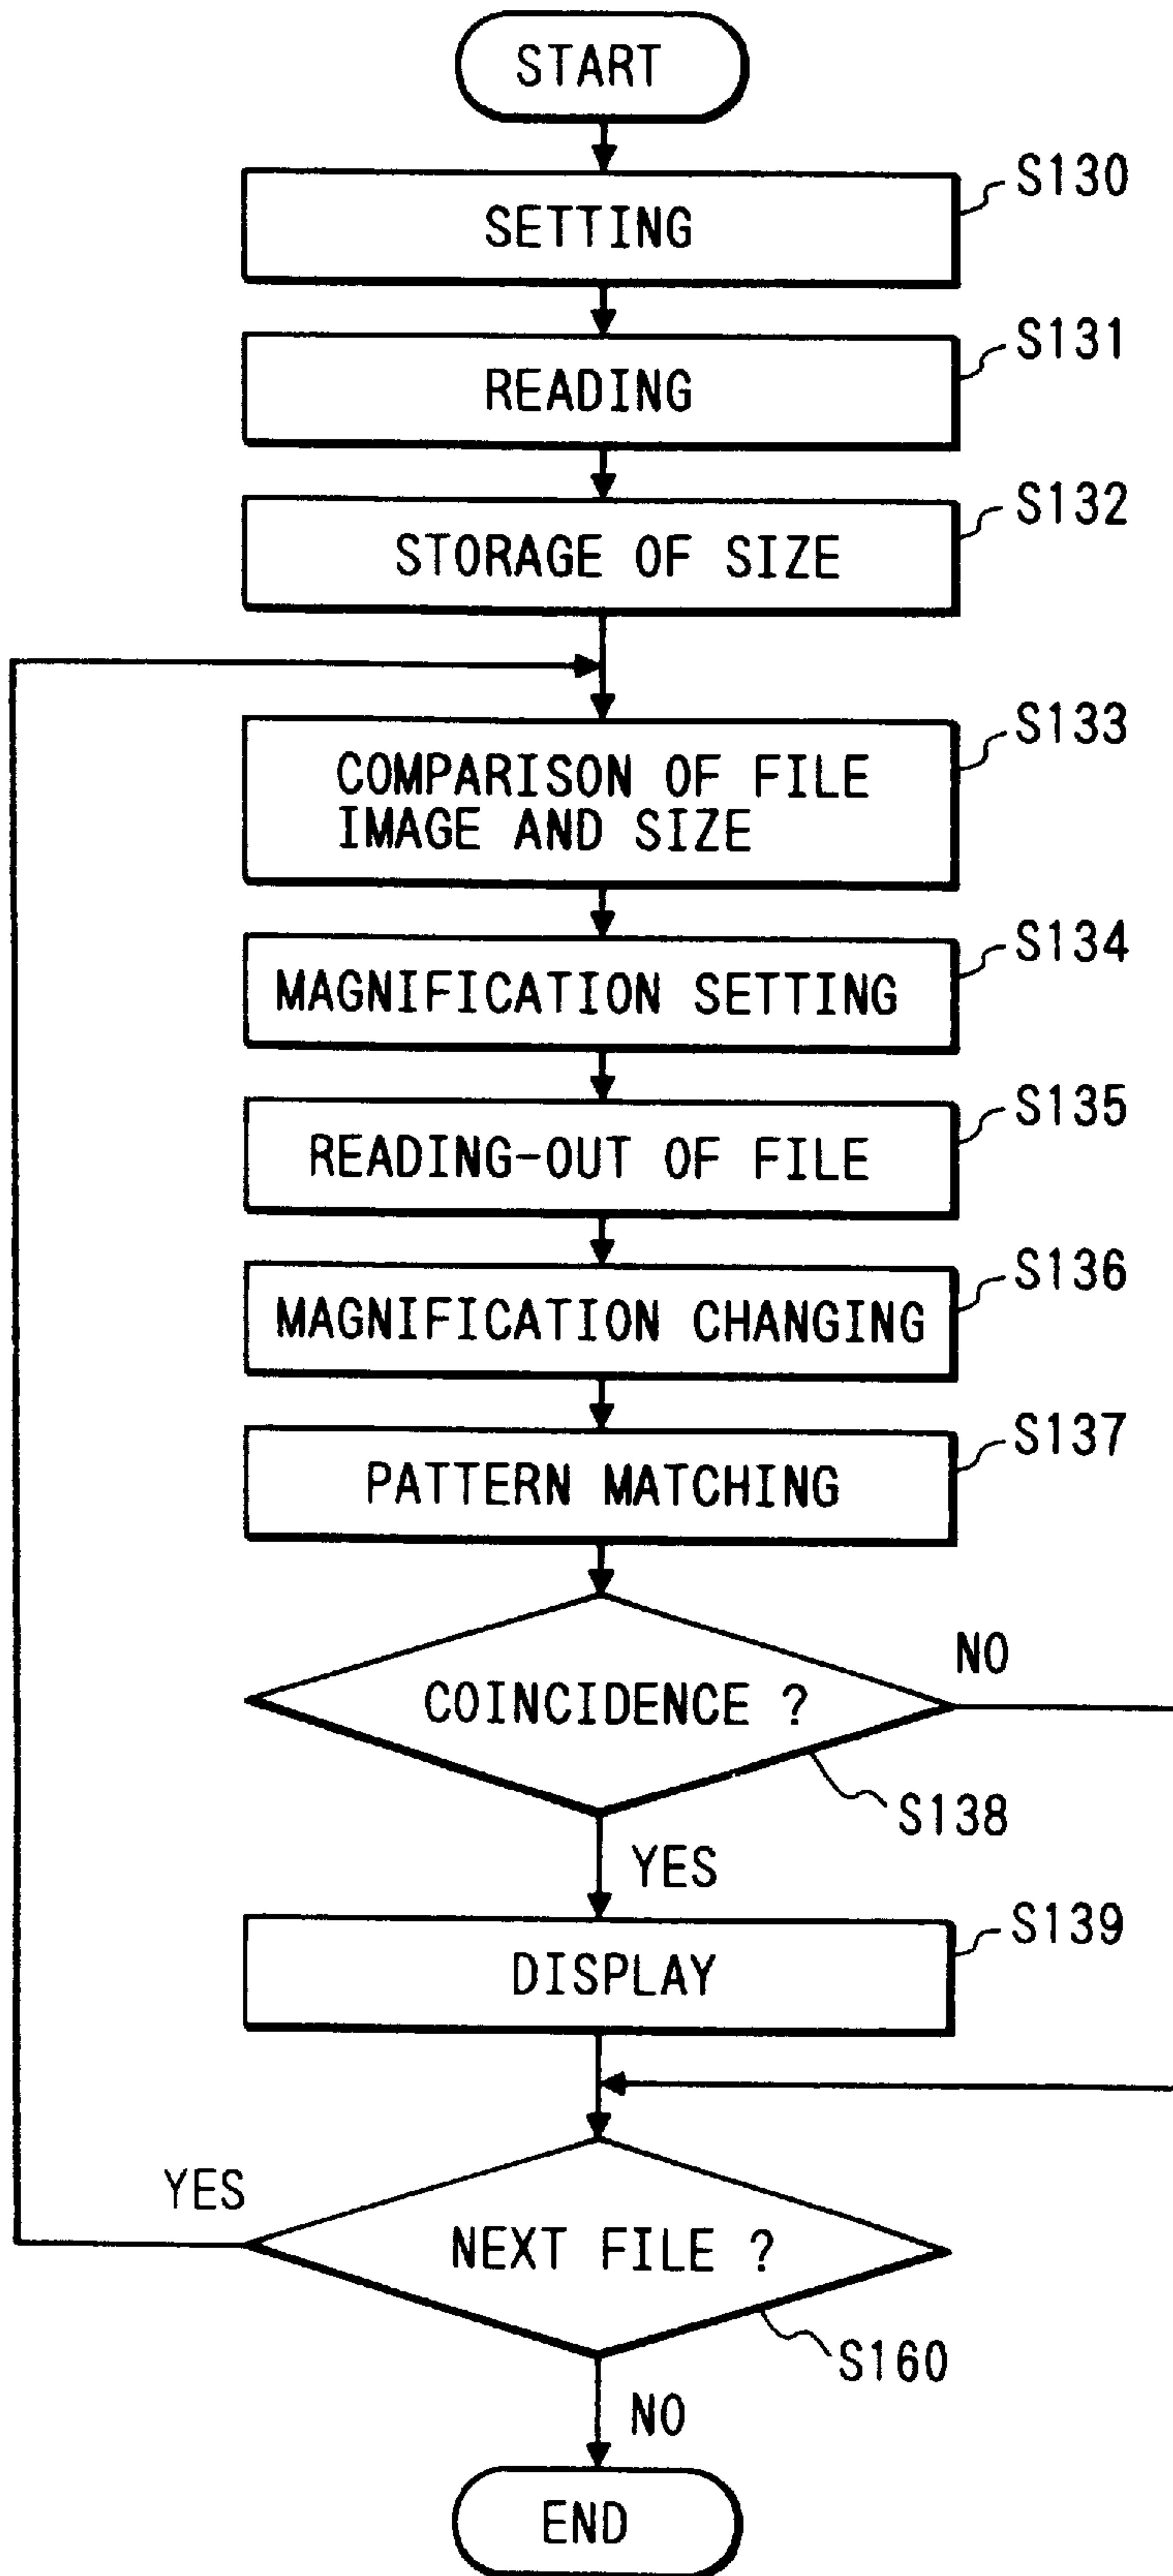 START
S130
SETTING
S131
READING
S132
STORAGE OF SIZE
S133
COMPARISON OF FILE
IMAGE AND SIZE
S134
MAGNIFICATION SETTING
S135
READING-OUT OF FILE
S136
MAGNIFICATION CHANGING
S137
PATTERN MATCHING
NO
COINCIDENCE ?
S138
YES
S139
DISPLAY
YES
NEXT FILE ?
S160
NO
END